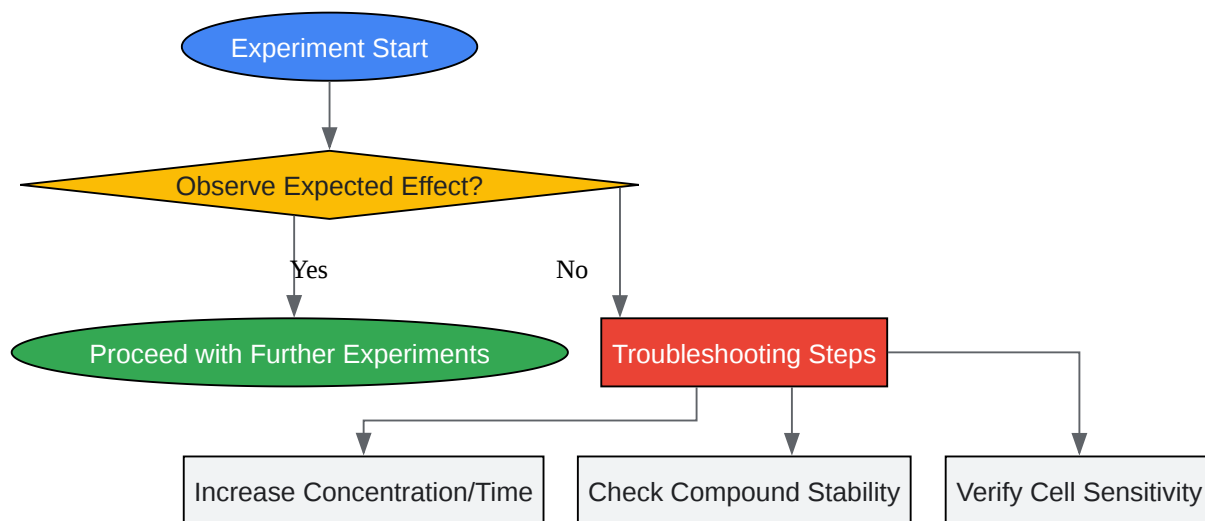 Experiment Start
Observe Expected Effect?
Yes
No
Proceed with Further Experiments
Troubleshooting Steps
Increase Concentration/Time
Check Compound Stability
Verify Cell Sensitivity